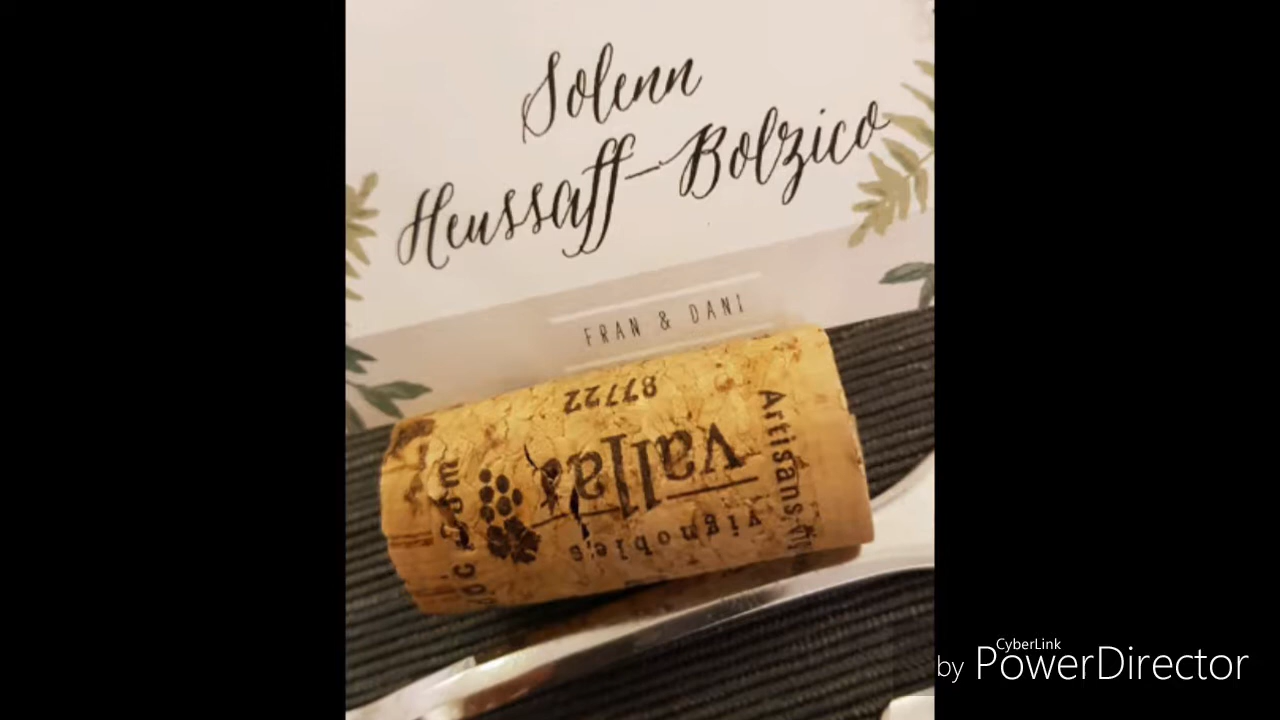 Solenn
Heussaff-Bolzico
FRAN & DANI
87722
vignobles
Artisans
CyberLink
by PowerDirector